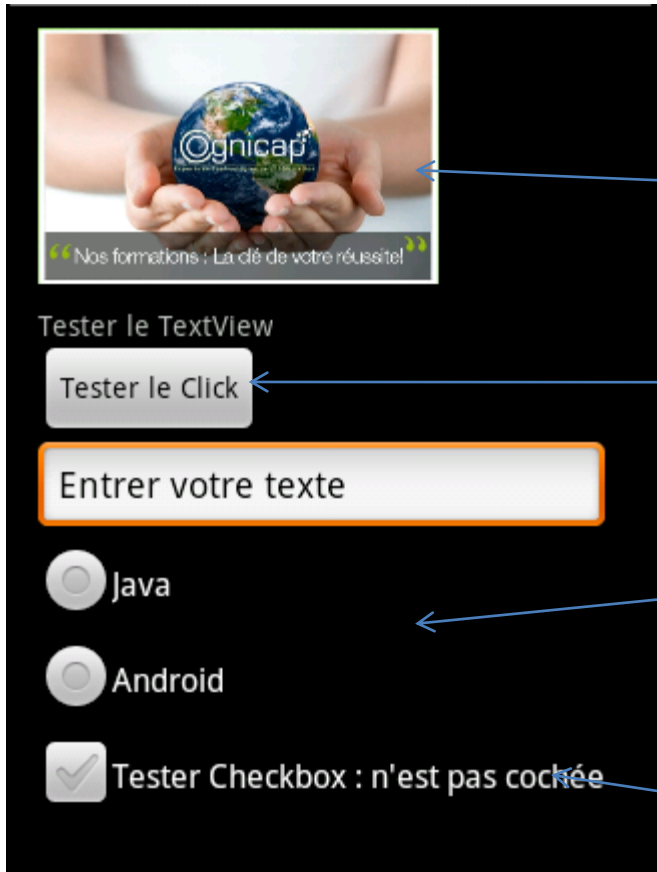 Ognicap
“Nos formations : La clé de votre réussite!”
Tester le TextView
Tester le Click
Entrer votre texte
Java
Android
Tester Checkbox : n'est pas cochée